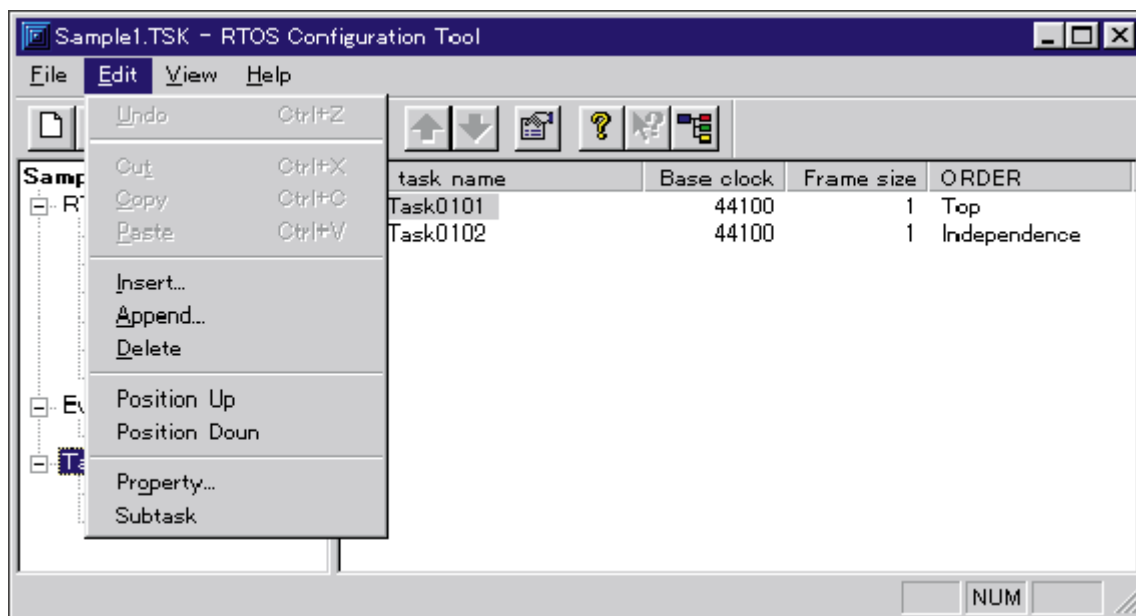 Sample1.TSK - RTOS Configuration Tool
File Edit View Help
Undo Ctrl+Z
Cut Ctrl+X
Copy Ctrl+C
Paste Ctrl+V
Insert...
Append...
Delete
Position Up
Position Doun
Property...
Subtask
task name Base clock Frame size ORDER
Task0101 44100 1 Top
Task0102 44100 1 Independence
NUM